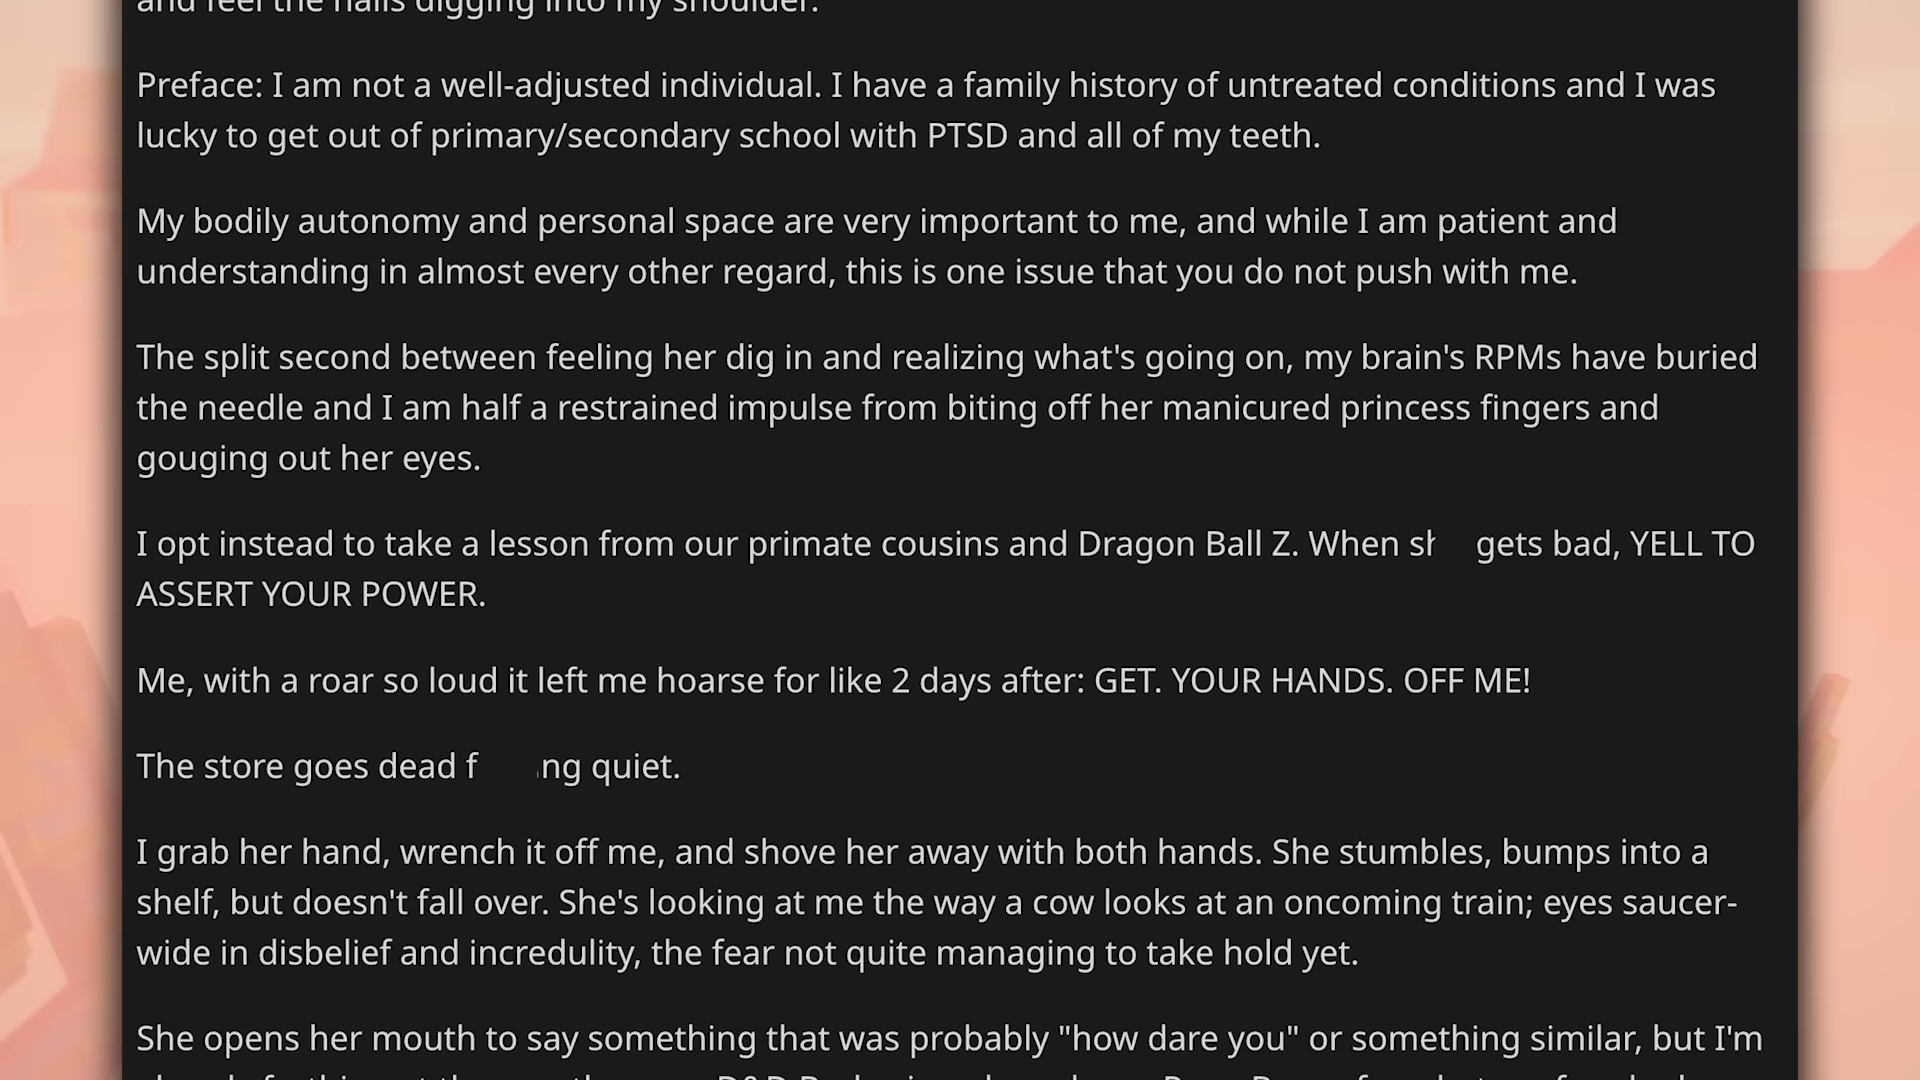 and feel the nails digging into my shoulder.
Preface: I am not a well-adjusted individual. I have a family history of untreated conditions and I was
lucky to get out of primary/secondary school with PTSD and all of my teeth.
My bodily autonomy and personal space are very important to me, and while I am patient and
understanding in almost every other regard, this is one issue that you do not push with me.
The split second between feeling her dig in and realizing what's going on, my brain's RPMs have buried
the needle and I am half a restrained impulse from biting off her manicured princess fingers and
gouging out her eyes.
I opt instead to take a lesson from our primate cousins and Dragon Ball Z. When sh gets bad, YELL TO
ASSERT YOUR POWER.
Me, with a roar so loud it left me hoarse for like 2 days after: GET. YOUR HANDS. OFF ME!
The store goes dead f ng quiet.
I grab her hand, wrench it off me, and shove her away with both hands. She stumbles, bumps into a
shelf, but doesn't fall over. She's looking at me the way a cow looks at an oncoming train; eyes saucer-
wide in disbelief and incredulity, the fear not quite managing to take hold yet.
She opens her mouth to say something that was probably "how dare you" or something similar, but I'm